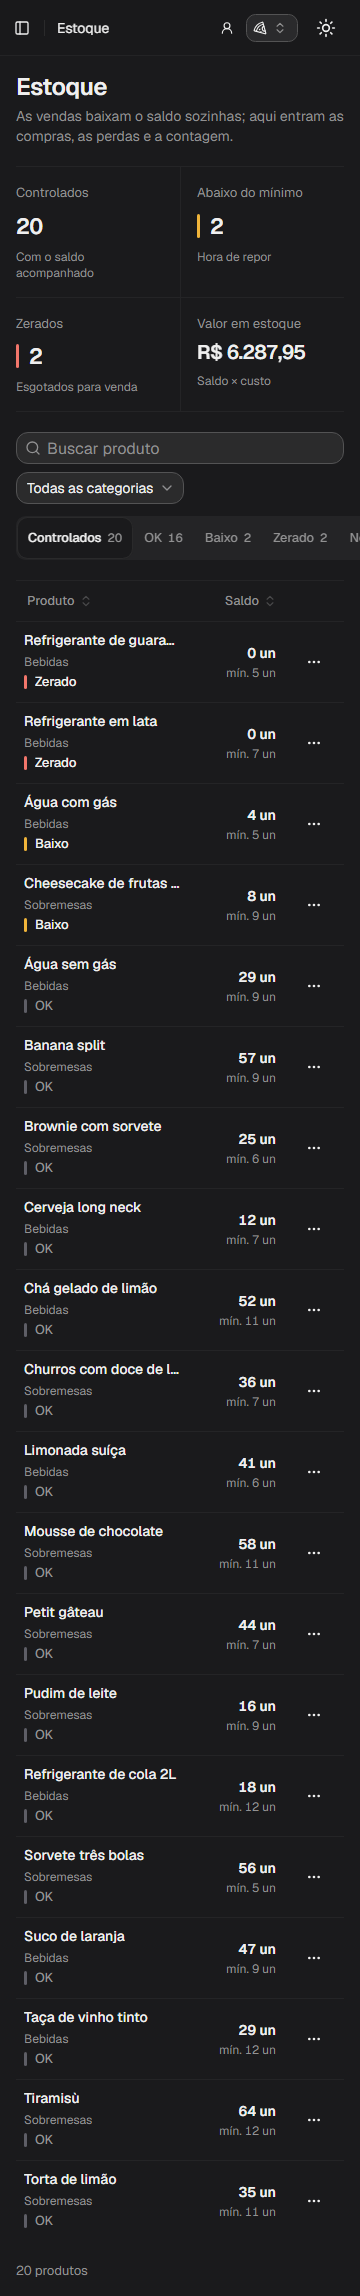 Estoque
Estoque
As vendas baixam o saldo sozinhas; aqui entram as
compras, as perdas e a contagem.
Controlados
20
Com o saldo
acompanhado
Abaixo do mínimo
2
Hora de repor
Zerados
2
Esgotados para venda
Valor em estoque
R$ 6.287,95
Saldo × custo
Buscar produto
Todas as categorias
Controlados 20 OK 16 Baixo 2 Zerado 2
Produto Saldo
Refrigerante de guara...
Bebidas
Zerado
0 un
mín. 5 un
Refrigerante em lata
Bebidas
Zerado
0 un
mín. 7 un
Água com gás
Bebidas
Baixo
4 un
mín. 5 un
Cheesecake de frutas ...
Sobremesas
Baixo
8 un
mín. 9 un
Água sem gás
Bebidas
OK
29 un
mín. 9 un
Banana split
Sobremesas
OK
57 un
mín. 9 un
Brownie com sorvete
Sobremesas
OK
25 un
mín. 6 un
Cerveja long neck
Bebidas
OK
12 un
mín. 7 un
Chá gelado de limão
Bebidas
OK
52 un
mín. 11 un
Churros com doce de l...
Sobremesas
OK
36 un
mín. 7 un
Limonada suíça
Bebidas
OK
41 un
mín. 6 un
Mousse de chocolate
Sobremesas
OK
58 un
mín. 11 un
Petit gâteau
Sobremesas
OK
44 un
mín. 7 un
Pudim de leite
Sobremesas
OK
16 un
mín. 9 un
Refrigerante de cola 2L
Bebidas
OK
18 un
mín. 12 un
Sorvete três bolas
Sobremesas
OK
56 un
mín. 5 un
Suco de laranja
Bebidas
OK
47 un
mín. 9 un
Taça de vinho tinto
Bebidas
OK
29 un
mín. 12 un
Tiramisù
Sobremesas
OK
64 un
mín. 12 un
Torta de limão
Sobremesas
OK
35 un
mín. 11 un
20 produtos